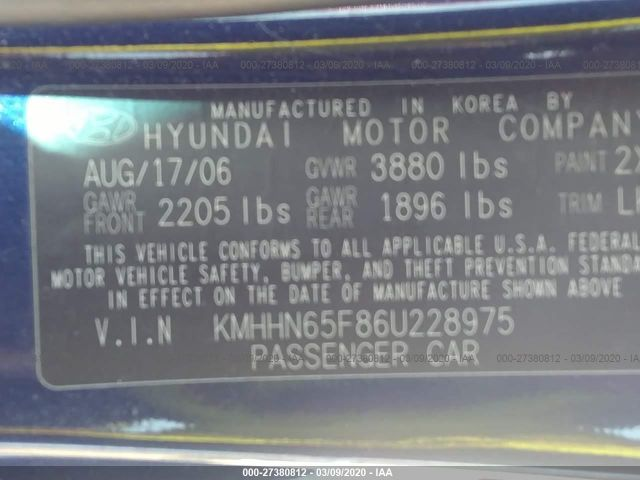 000-27380812 - 03/09/2020 - IAA
MANUFACTURED IN KOREA BY
HYUNDAI MOTOR COMPANY
AUG/17/06 GVWR 3880 lbs PAINT
GAWR FRONT 2205 lbs GAWR REAR 1896 lbs TRIM
THIS VEHICLE CONFORMS TO ALL APPLICABLE U.S.A. FEDERAL
MOTOR VEHICLE SAFETY, BUMPER, AND THEFT PREVENTION
IN EFFECT ON THE DATE OF MANUFACTURE SHOWN ABOVE
V.I.N KMHHN65F86U228975
PASSENGER CAR
000-27380812 - 03/09/2020 - IAA